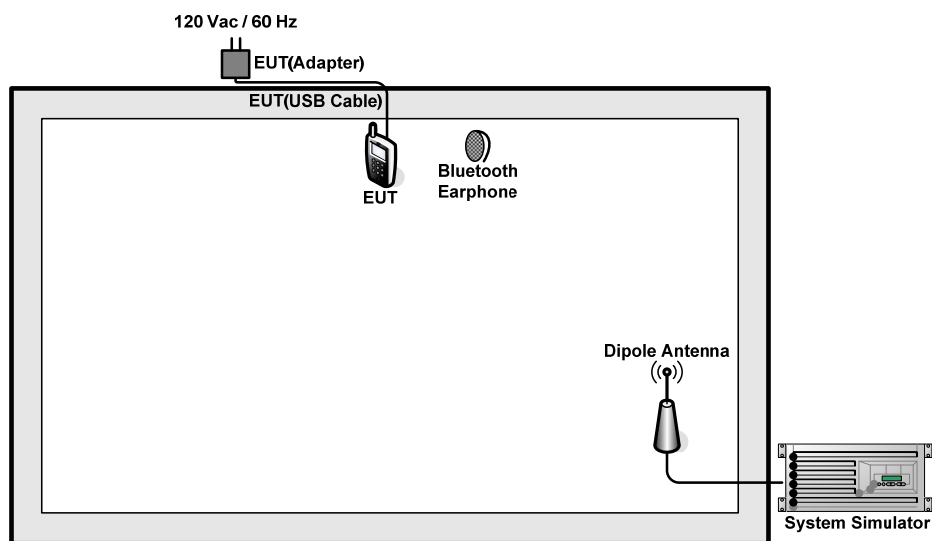 120 Vac / 60 Hz
EUT(Adapter)
EUT(USB Cable)
EUT
Bluetooth
Earphone
Dipole Antenna
System Simulator